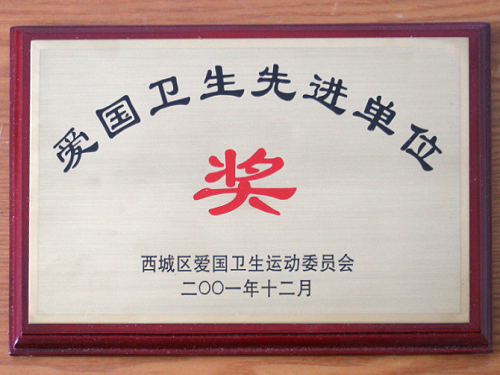 爱国卫生先进单位
奖
西城区爱国卫生运动委员会
二〇〇一年十二月